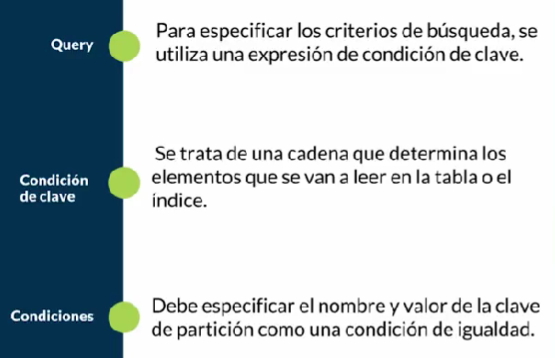 Query
Para especificar los criterios de búsqueda, se
utiliza una expresión de condición de clave.
Condición
de clave
Se trata de una cadena que determina los
elementos que se van a leer en la tabla o el
índice.
Condiciones
Debe especificar el nombre y valor de la clave
de partición como una condición de igualdad.